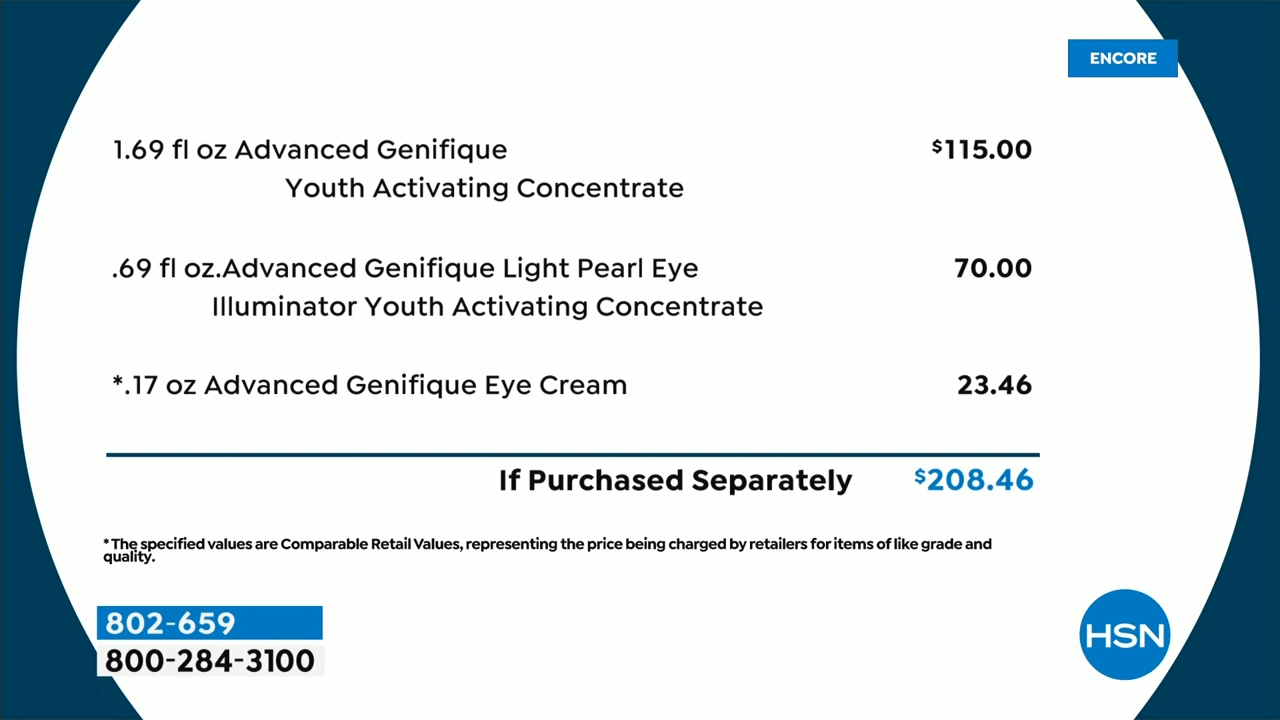 ENCORE
1.69 fl oz Advanced Genifique $115.00
Youth Activating Concentrate
.69 fl oz.Advanced Genifique Light Pearl Eye 70.00
Illuminator Youth Activating Concentrate
*.17 oz Advanced Genifique Eye Cream 23.46
If Purchased Separately $208.46
*The specified values are Comparable Retail Values, representing the price being charged by retailers for items of like grade and
quality.
802-659
800-284-3100
HSN